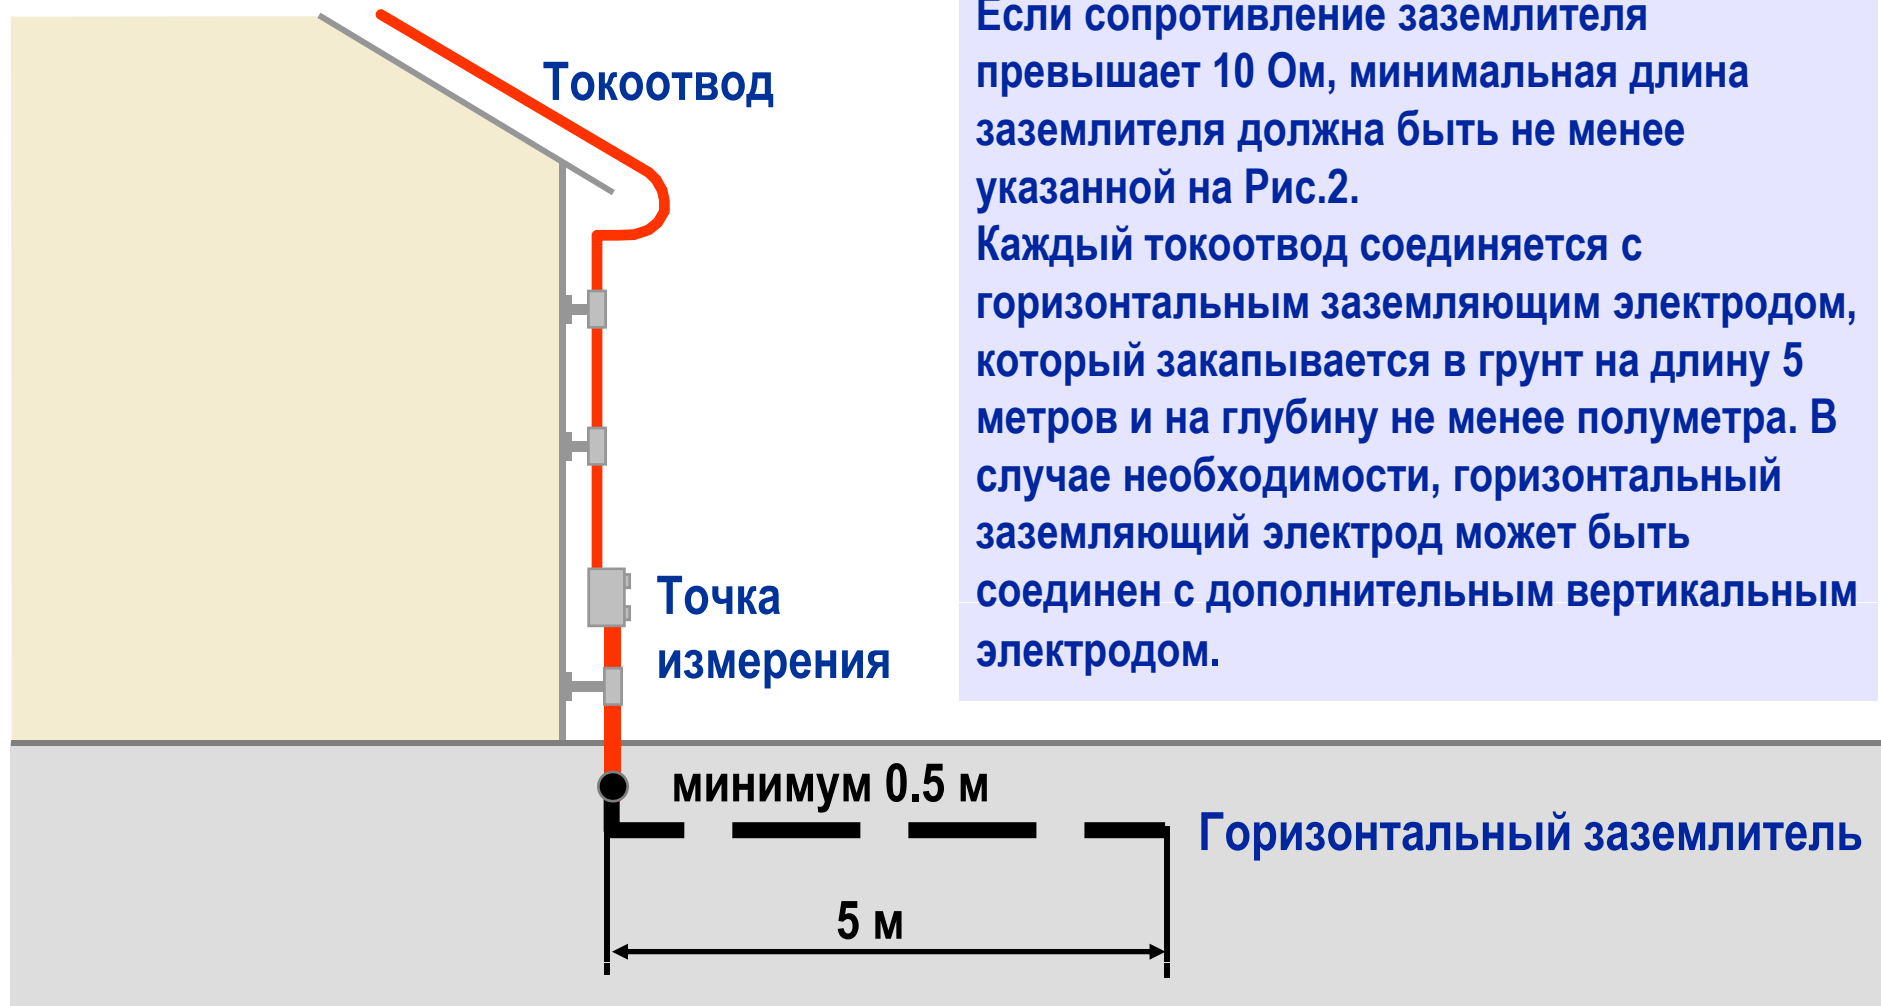 Если сопротивление заземлителя
превышает 10 Ом, минимальная длина
заземлителя должна быть не менее
указанной на Рис.2.
Каждый токоотвод соединяется с
горизонтальным заземляющим электродом,
который закапывается в грунт на длину 5
метров и на глубину не менее полуметра. В
случае необходимости, горизонтальный
заземляющий электрод может быть
соединен с дополнительным вертикальным
электродом.
Токоотвод
Точка
измерения
минимум 0.5 м
Горизонтальный заземлитель
5 м